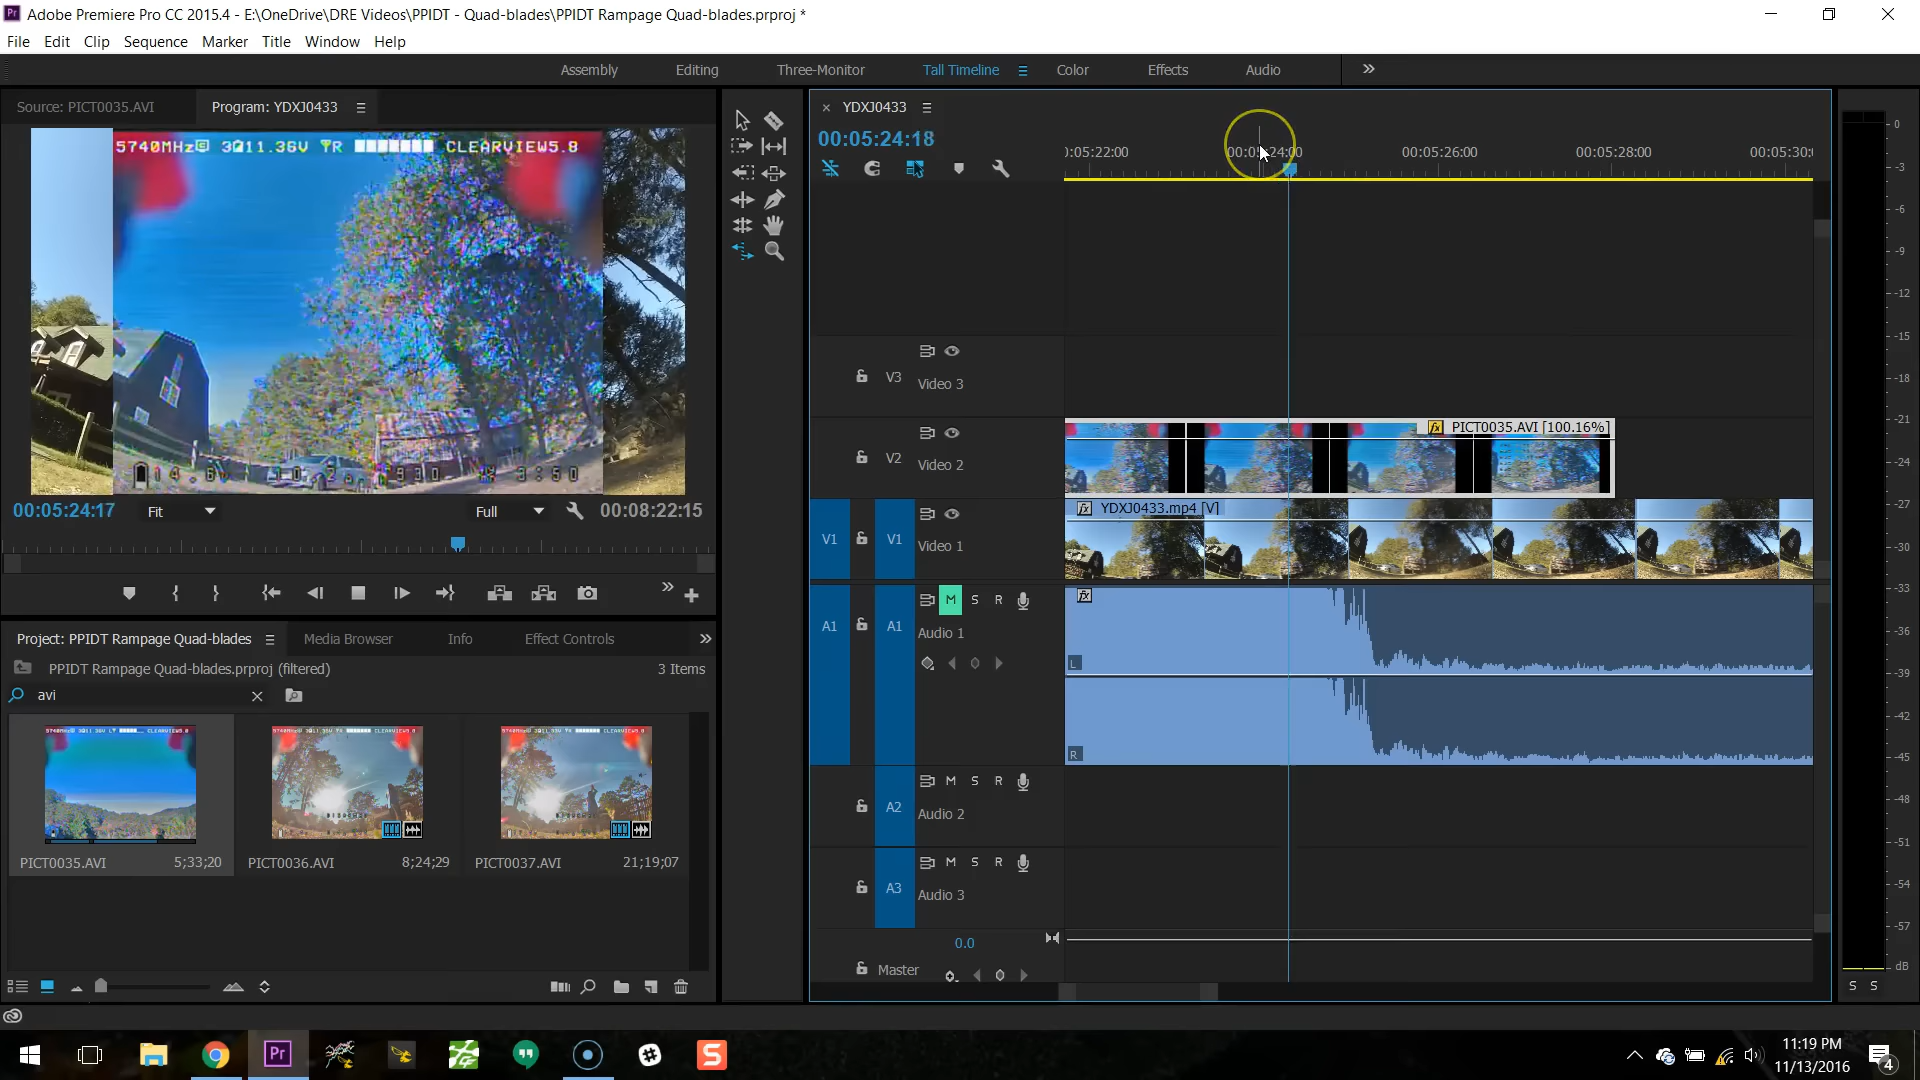 Adobe Premiere Pro CC 2015.4 - E:\OneDrive\DRE Videos\PPIDT - Quad-blades\PPIDT Rampage Quad-blades.prproj *
File Edit Clip Sequence Marker Title Window Help
Assembly Editing Three-Monitor Tall Timeline Color Effects Audio
Source: PICT0035.AVI Program: YDXJ0433
YDXJ0433
00:05:24:18
5:22:00 00:05:24:00 00:05:26:00 00:05:28:00 00:05:30
CLEARVIEW5.8
00:05:24:17 Fit Full 00:08:22:15
V3 Video 3
V2 Video 2
PICT0035.AVI [100.16%]
V1 V1 Video 1
fx YDXJ0433.mp4 [V]
A1 A1 M S R
Audio 1
fx
L
R
A2 M S R
Audio 2
A3 M S R
Audio 3
0.0
Master
Project: PPIDT Rampage Quad-blades Media Browser Info Effect Controls
PPIDT Rampage Quad-blades.prproj (filtered) 3 Items
avi
PICT0035.AVI 5;33;20
PICT0036.AVI 8;24;29
PICT0037.AVI 21;19;07
0
-3
-6
-9
-12
-15
-18
-21
-24
-27
-30
-33
-36
-39
-42
-45
-48
-51
-54
-57
dB
S S
Pr
S
11:19 PM
11/13/2016
4